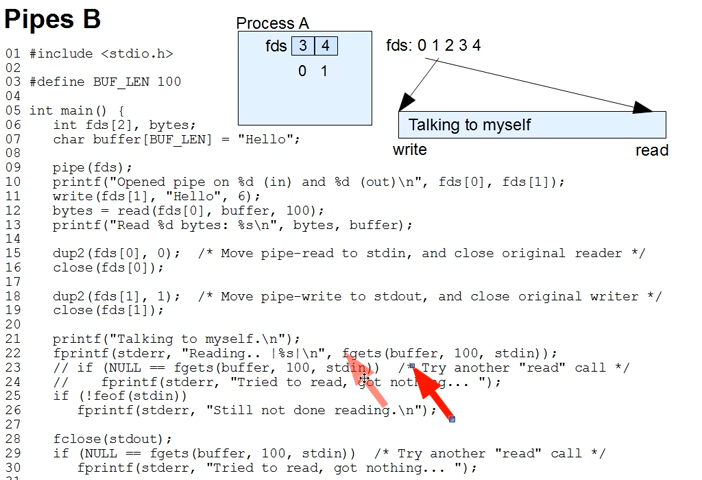 Pipes B
Process A
fds 3 4
0 1
fds: 0 1 2 3 4
Talking to myself
write read
01 #include <stdio.h>
02
03 #define BUF_LEN 100
04
05 int main() {
06    int fds[2], bytes;
07    char buffer[BUF_LEN] = "Hello";
08
09    pipe(fds);
10    printf("Opened pipe on %d (in) and %d (out)\n", fds[0], fds[1]);
11    write(fds[1], "Hello", 6);
12    bytes = read(fds[0], buffer, 100);
13    printf("Read %d bytes: %s\n", bytes, buffer);
14
15    dup2(fds[0], 0);  /* Move pipe-read to stdin, and close original reader */
16    close(fds[0]);
17
18    dup2(fds[1], 1);  /* Move pipe-write to stdout, and close original writer */
19    close(fds[1]);
20
21    printf("Talking to myself.\n");
22    fprintf(stderr, "Reading.. |%s|\n", fgets(buffer, 100, stdin));
23    // if (NULL == fgets(buffer, 100, stdin))  /* Try another "read" call */
24    //    fprintf(stderr, "Tried to read, got nothing... ");
25    if (!feof(stdin))
26       fprintf(stderr, "Still not done reading.\n");
27
28    fclose(stdout);
29    if (NULL == fgets(buffer, 100, stdin))  /* Try another "read" call */
30       fprintf(stderr, "Tried to read, got nothing... ");